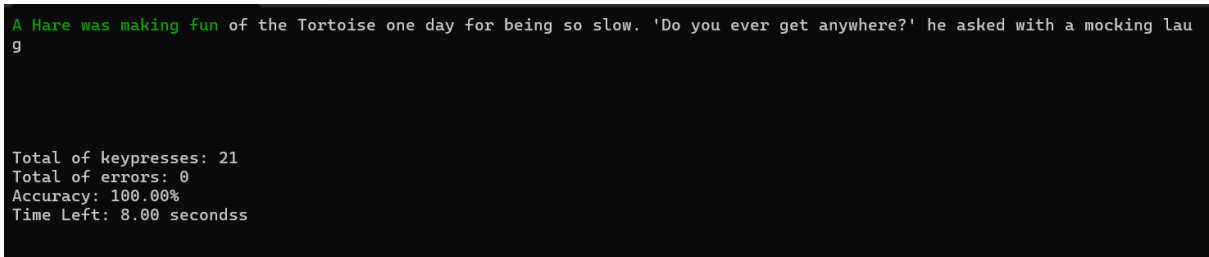 A Hare was making fun of the Tortoise one day for being so slow. 'Do you ever get anywhere?' he asked with a mocking lau
g
Total of keypresses: 21
Total of errors: 0
Accuracy: 100.00%
Time Left: 8.00 secondss